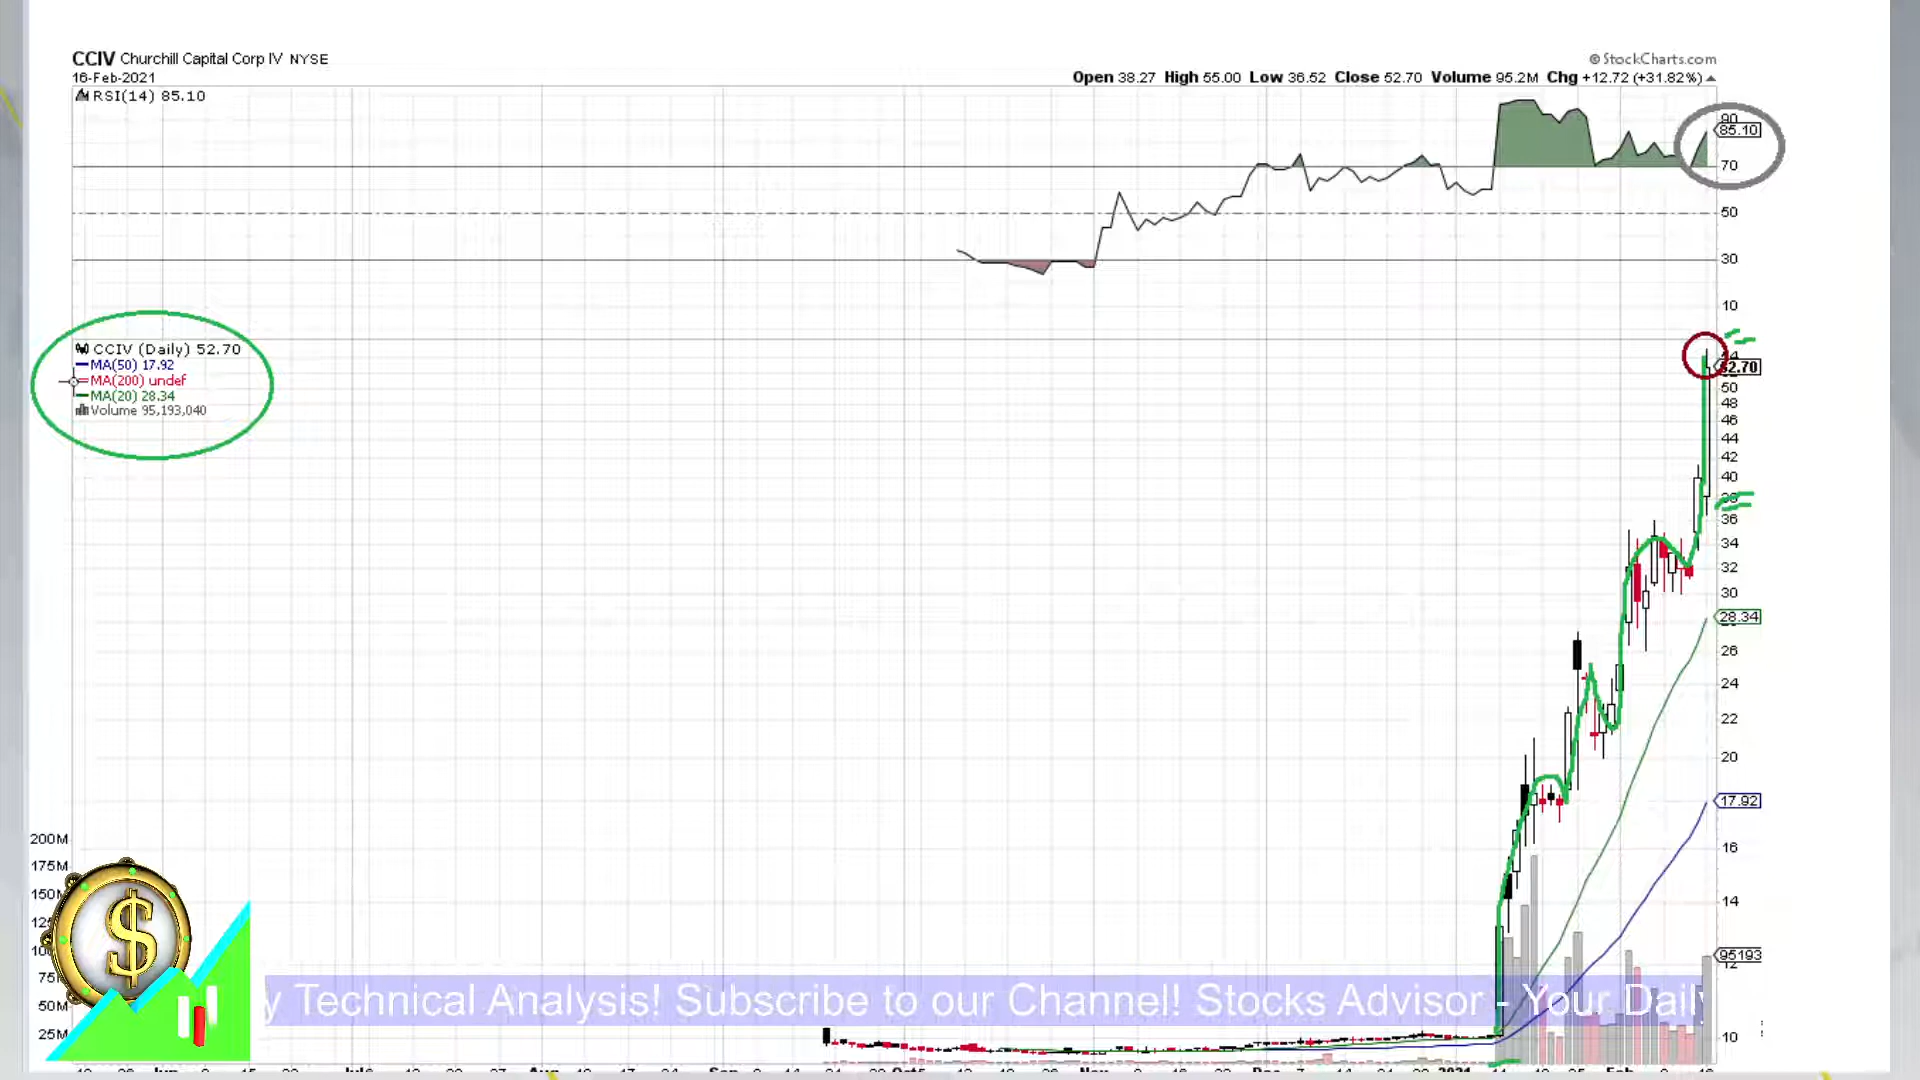 CCIV Churchill Capital Corp IV NYSE
© StockCharts.com
16-Feb-2021
Open 38.27 High 55.00 Low 36.52 Close 52.70 Volume 95.2M Chg +12.72 (+31.82%)
RSI(14) 85.10
90
85.10
70
50
30
10
CCIV (Daily) 52.70
MA(50) 17.92
MA(200) undef
MA(20) 28.34
Volume 95,193,040
52.70
50
48
46
44
42
40
36
34
32
30
28.34
26
24
22
20
17.92
16
14
95193
12
10
200M
175M
150M
50M
25M
$
y Technical Analysis! Subscribe to our Channel! Stocks Advisor - Your Daily